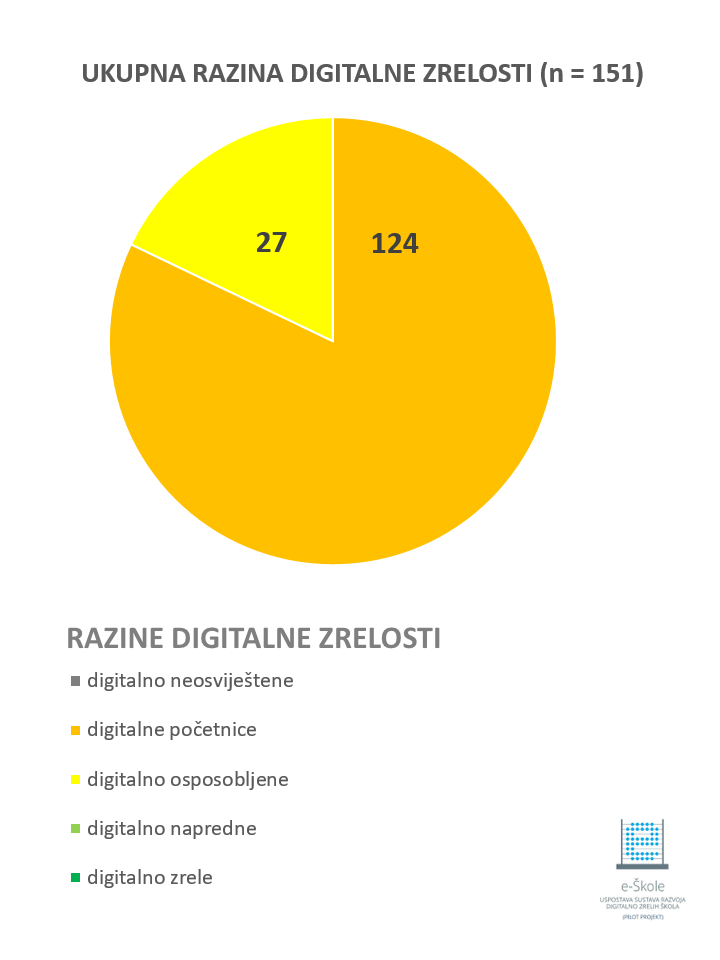 UKUPNA RAZINA DIGITALNE ZRELOSTI (n = 151)
27
124
RAZINE DIGITALNE ZRELOSTI
digitalno neosviještene
digitalne početnice
digitalno osposobljene
digitalno napredne
digitalno zrele
e-Škole
USPOSTAVA SUSTAVA RAZVOJA
DIGITALNO ZRELIH ŠKOLA
(PILOT PROJEKT)